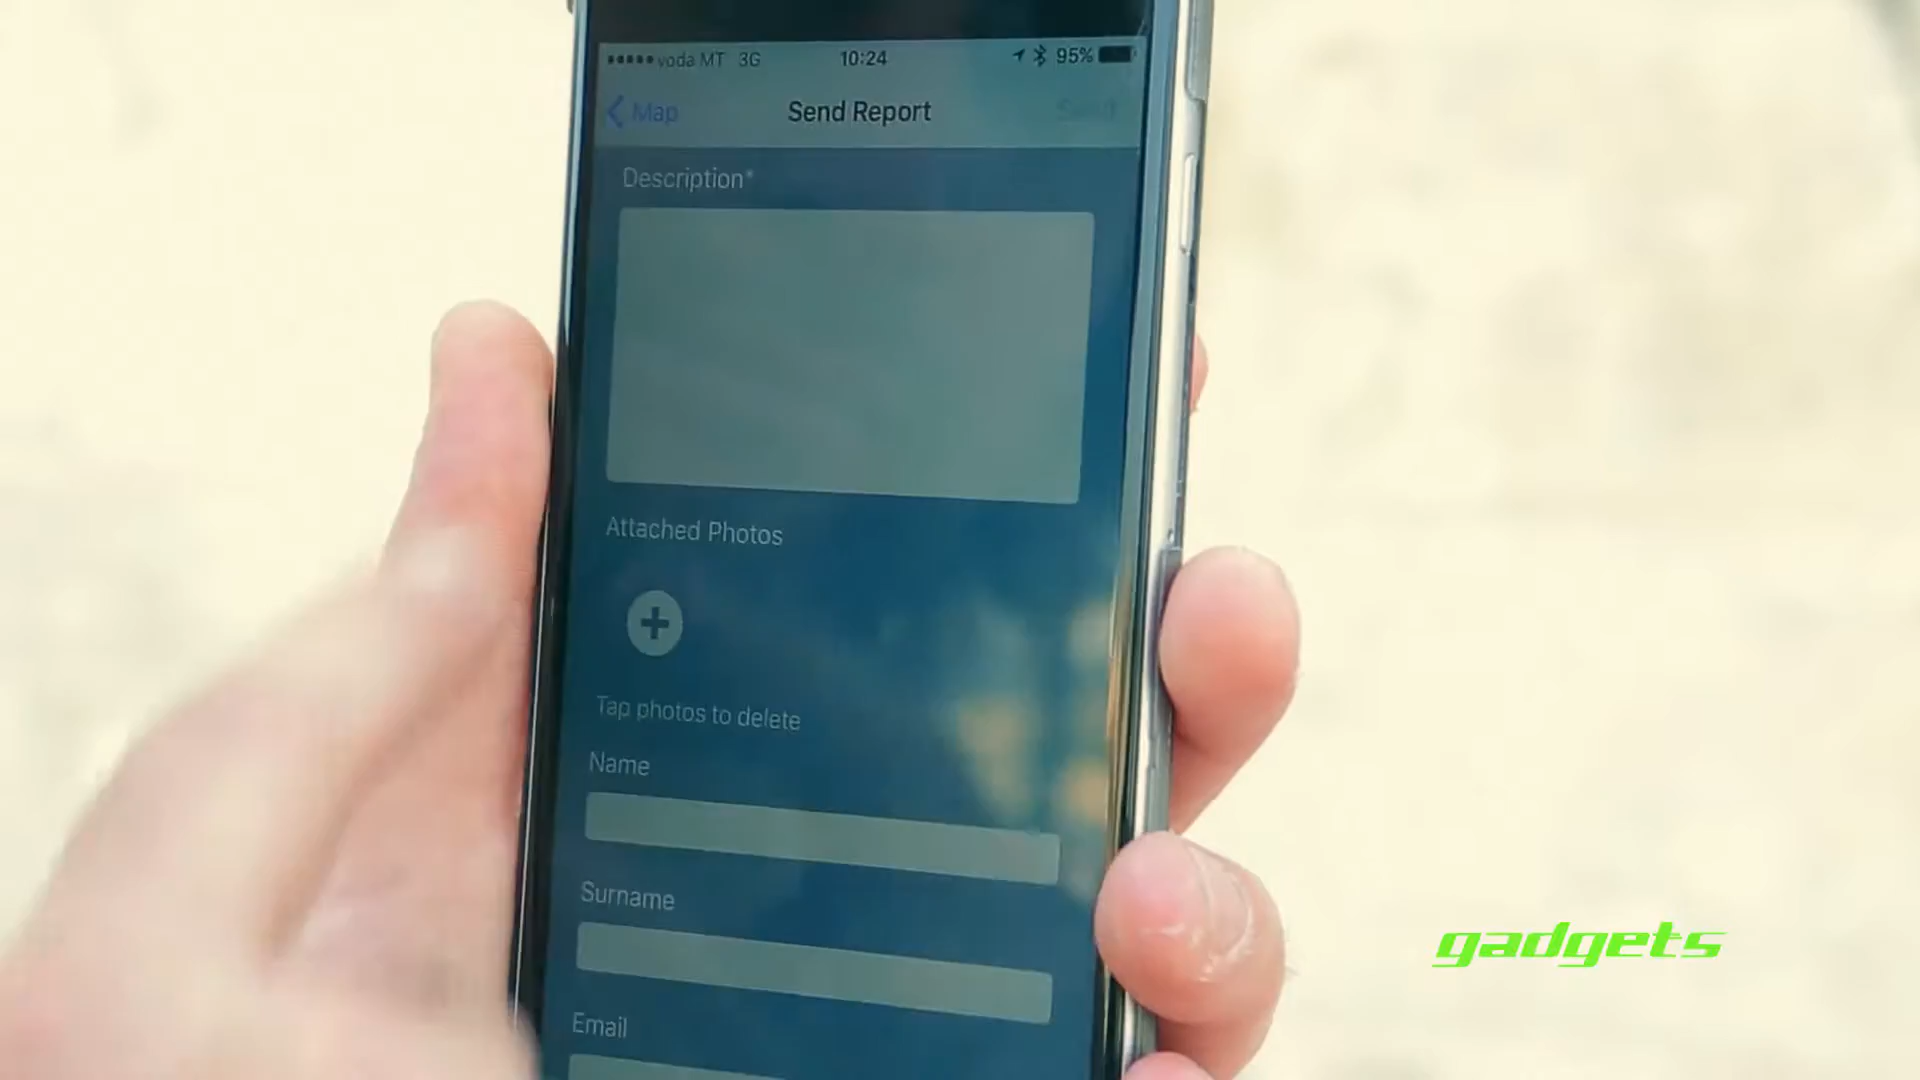 voda MT 3G 10:24 95%
Map Send Report Send
Description*
Attached Photos
Tap photos to delete
Name
Surname
Email
gadgets